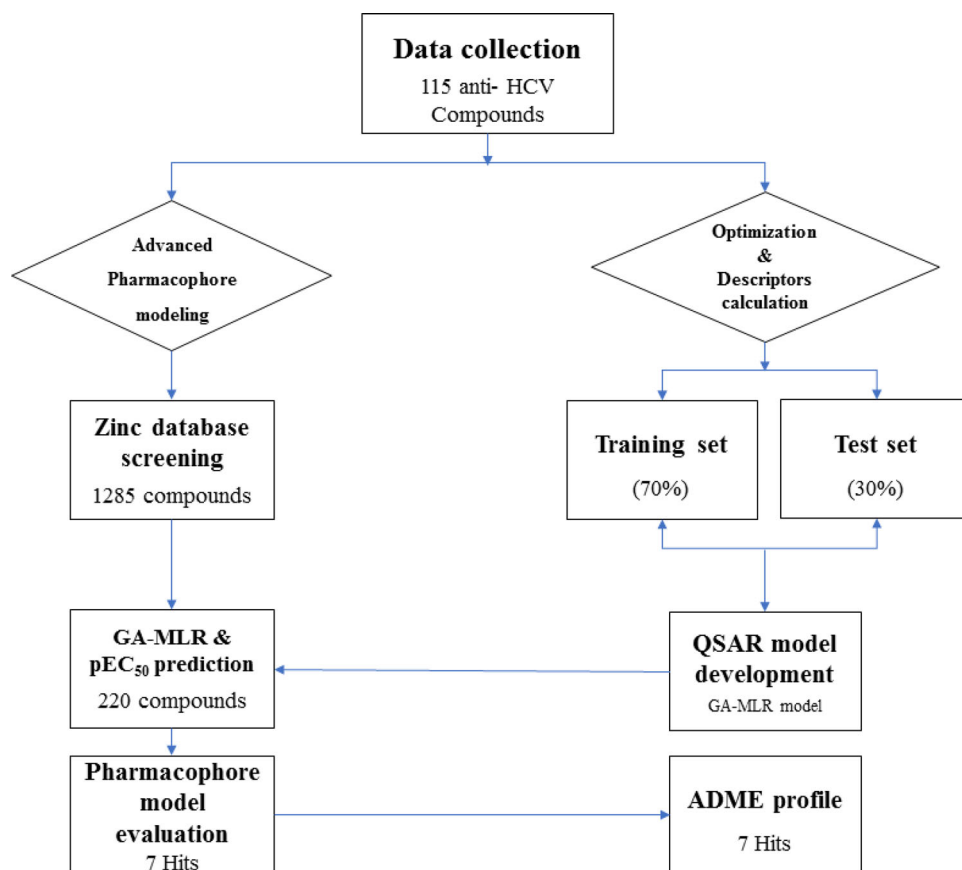 Data collection
115 anti- HCV
Compounds
Advanced
Pharmacophore
modeling
Optimization
&
Descriptors
calculation
Zinc database
screening
1285 compounds
Training set
(70%)
Test set
(30%)
GA-MLR &
pEC₅₀ prediction
220 compounds
QSAR model
development
GA-MLR model
Pharmacophore
model
evaluation
7 Hits
ADME profile
7 Hits